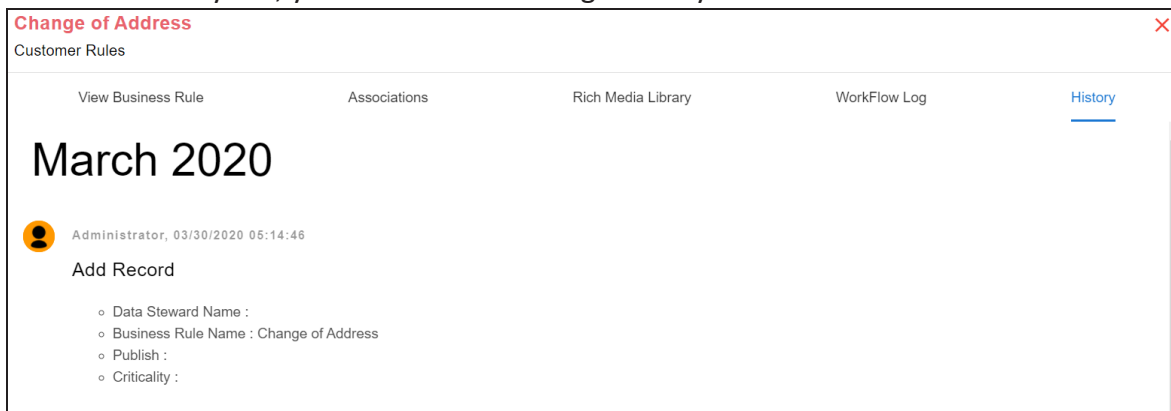 Change of Address
Customer Rules
View Business Rule Associations Rich Media Library WorkFlow Log History
March 2020
Administrator, 03/30/2020 05:14:46
Add Record
Data Steward Name :
Business Rule Name : Change of Address
Publish :
Criticality :